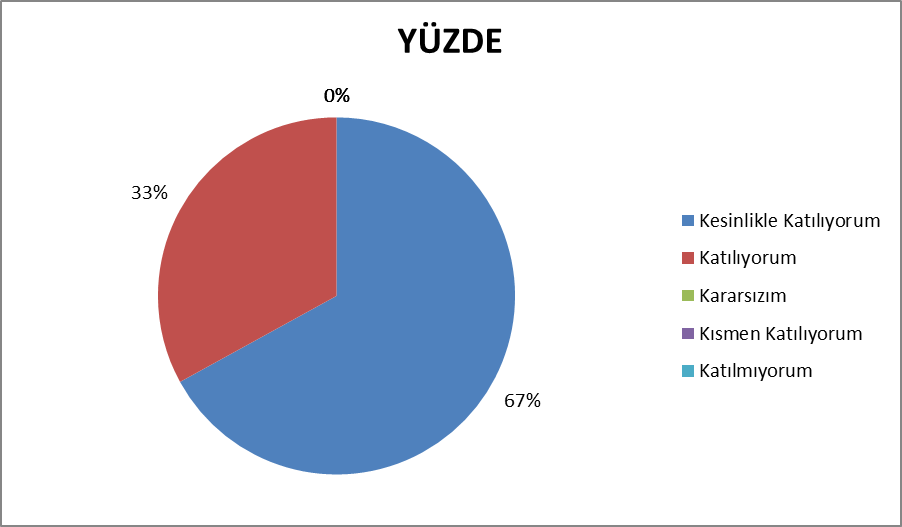 YÜZDE
0%
33%
67%
Kesinlikle Katılıyorum
Katılıyorum
Kararsızım
Kısmen Katılıyorum
Katılmıyorum